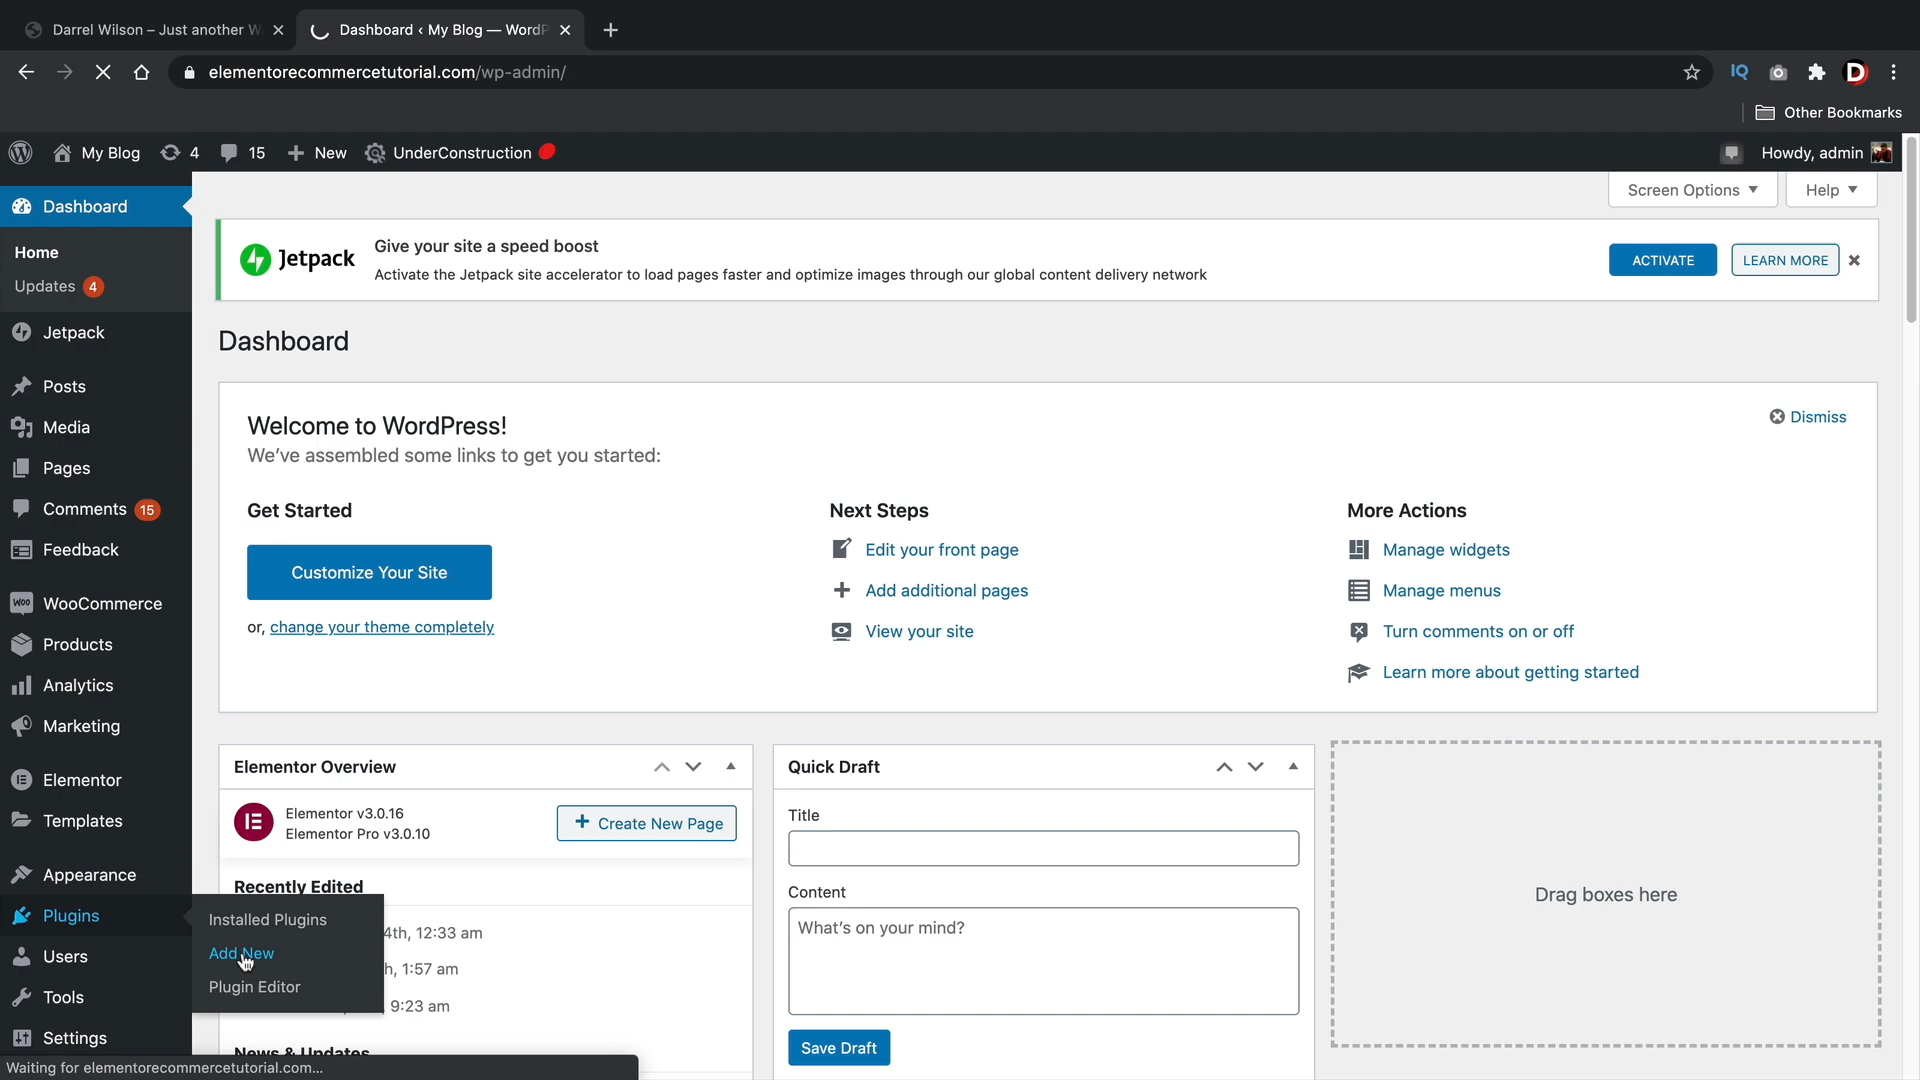 Darrel Wilson – Just another W
Dashboard ‹ My Blog — WordP
elementorecommercetutorial.com/wp-admin/
IQ
D
Other Bookmarks
My Blog
4
15
New
UnderConstruction
Howdy, admin
Dashboard
Home
Updates 4
Jetpack
Posts
Media
Pages
Comments 15
Feedback
WooCommerce
Products
Analytics
Marketing
Elementor
Templates
Appearance
Plugins
Users
Tools
Settings
Installed Plugins
Add New
Plugin Editor
Screen Options
Help
Jetpack
Give your site a speed boost
Activate the Jetpack site accelerator to load pages faster and optimize images through our global content delivery network
ACTIVATE
LEARN MORE
Dashboard
Welcome to WordPress!
We've assembled some links to get you started:
Dismiss
Get Started
Customize Your Site
or, change your theme completely
Next Steps
Edit your front page
Add additional pages
View your site
More Actions
Manage widgets
Manage menus
Turn comments on or off
Learn more about getting started
Elementor Overview
Elementor v3.0.16
Elementor Pro v3.0.10
Create New Page
Recently Edited
4th, 12:33 am
h, 1:57 am
9:23 am
News & Updates
Quick Draft
Title
Content
What's on your mind?
Save Draft
Drag boxes here
Waiting for elementorecommercetutorial.com...